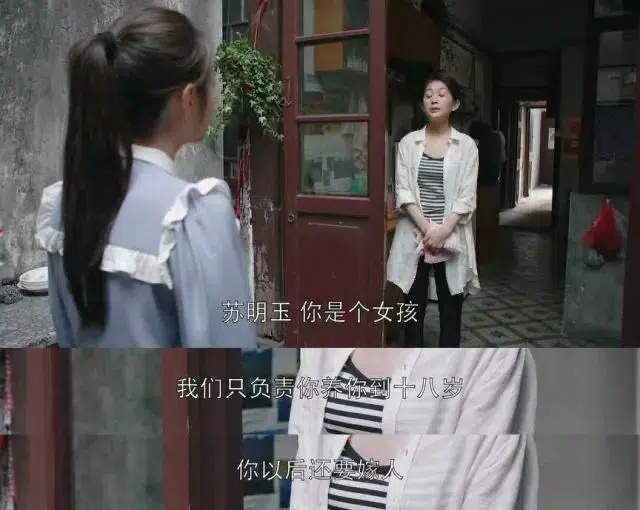 苏明玉 你是个女孩
我们只负责你养你到十八岁
你以后还要嫁人